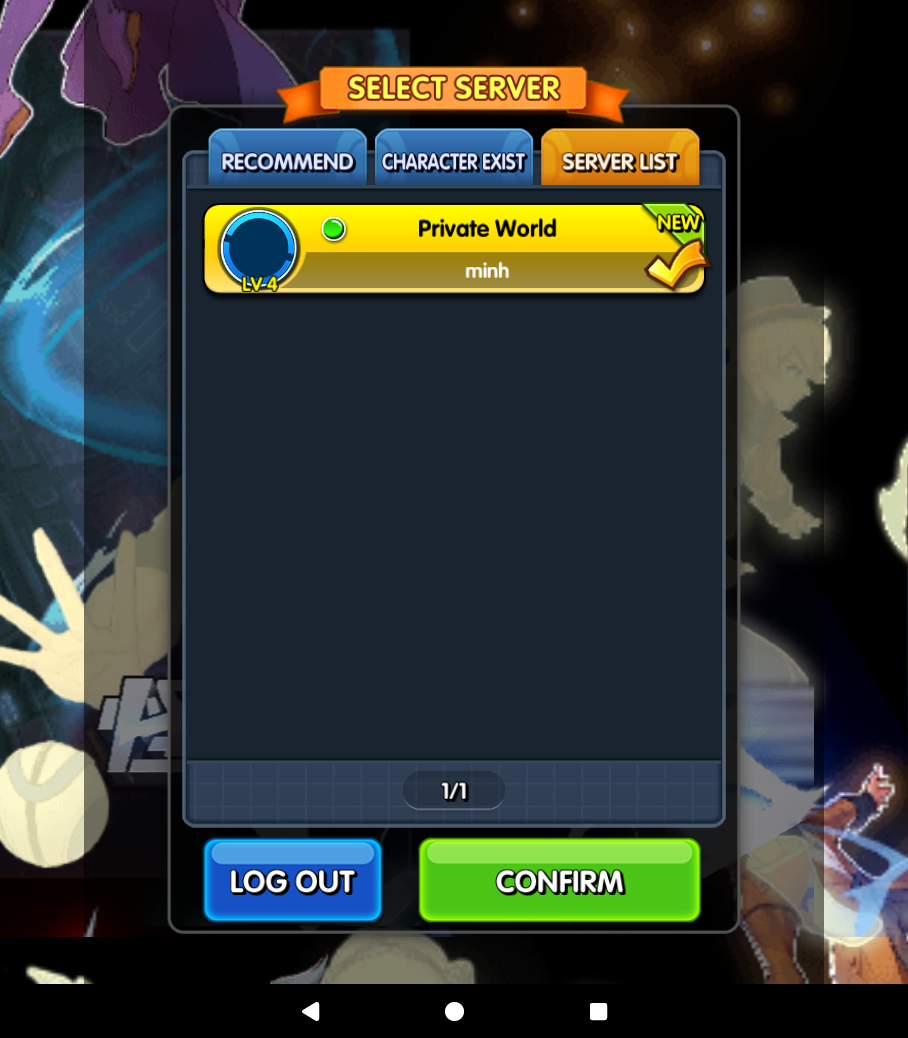 SELECT SERVER
RECOMMEND
CHARACTER EXIST
SERVER LIST
Private World
NEW
minh
LV-4
1/1
LOG OUT
CONFIRM